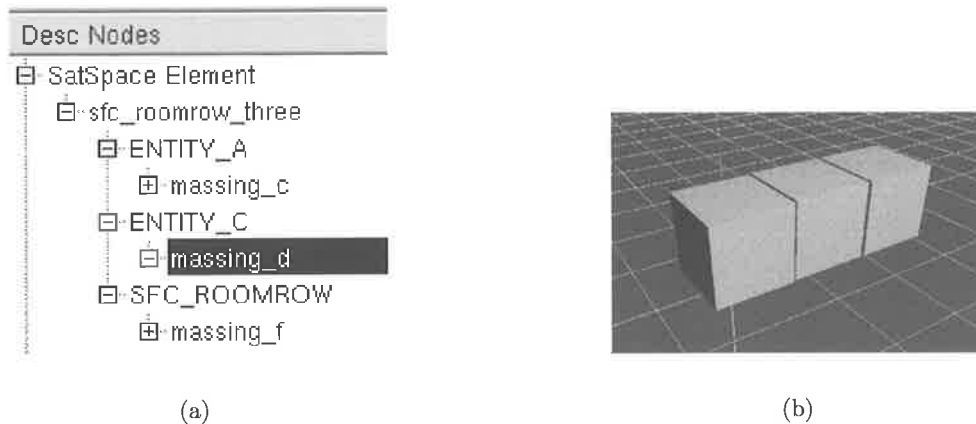 Desc Nodes
SatSpace Element
sfc_roomrow_three
ENTITY_A
massing_c
ENTITY_C
massing_d
SFC_ROOMROW
massing_f
(a)
(b)